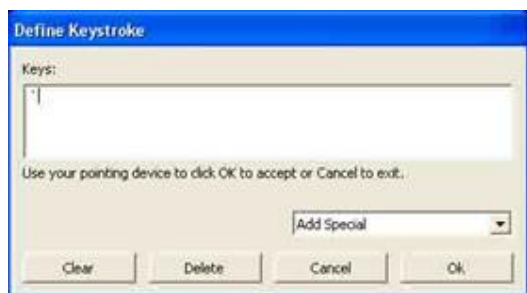 Define Keystroke
Keys:
`
Use your pointing device to click OK to accept or Cancel to exit.
Add Special
Clear Delete Cancel Ok